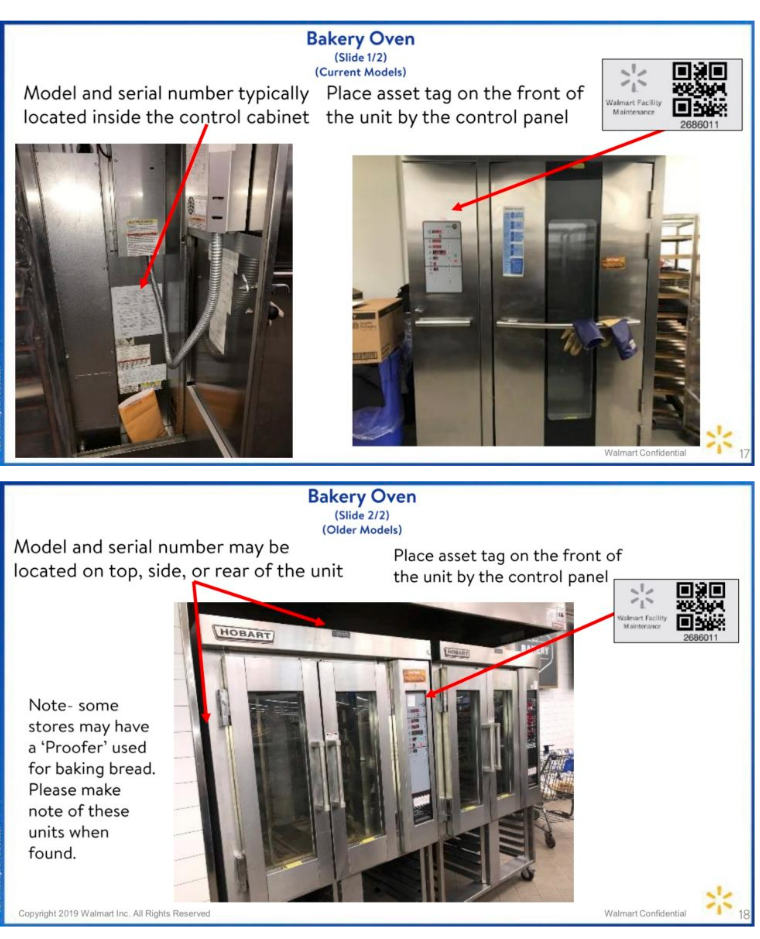 Bakery Oven
(Slide 1/2)
(Current Models)
Model and serial number typically
located inside the control cabinet
Place asset tag on the front of
the unit by the control panel
Walmart Facility
Maintenance
2686011
Walmart Confidential
17
Bakery Oven
(Slide 2/2)
(Older Models)
Model and serial number may be
located on top, side, or rear of the unit
Place asset tag on the front of
the unit by the control panel
Walmart Facility
Maintenance
2686011
HOBART
HOBART
BAKERY
Note- some
stores may have
a 'Proofer' used
for baking bread.
Please make
note of these
units when
found.
Copyright 2019 Walmart Inc. All Rights Reserved
Walmart Confidential
18